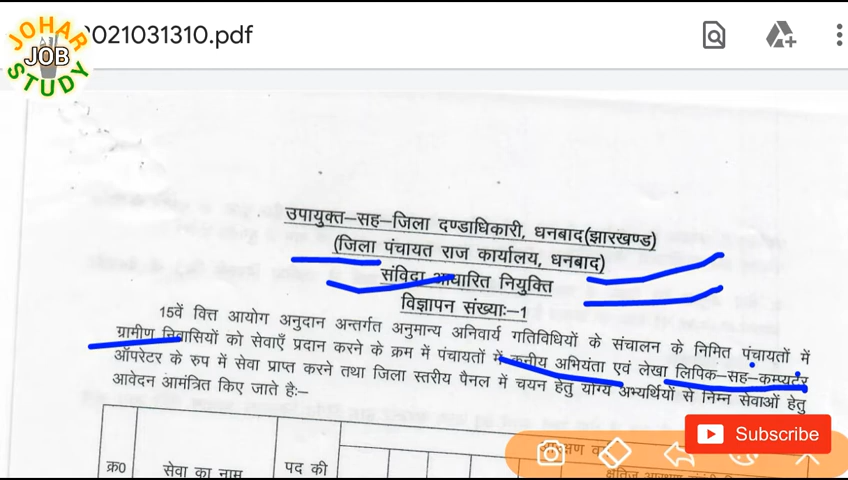 JOHAR
JOB
STUDY
2021031310.pdf
उपायुक्त–सह–जिला दण्डाधिकारी, धनबाद(झारखण्ड)
(जिला पंचायत राज कार्यालय, धनबाद)
संविदा आधारित नियुक्ति
विज्ञापन संख्याः–1
15वें वित्त आयोग अनुदान अन्तर्गत अनुमान्य अनिवार्य गतिविधियों के संचालन के निमित पंचायतों में
ग्रामीण निवासियों को सेवाएँ प्रदान करने के क्रम में पंचायतों में कनीय अभियंता एवं लेखा लिपिक–सह–कम्प्यूटर
ऑपरेटर के रुप में सेवा प्राप्त करने तथा जिला स्तरीय पैनल में चयन हेतु योग्य अभ्यर्थियों से निम्न सेवाओं हेतु
आवेदन आमंत्रित किए जाते हैः–
Subscribe
क्र0
सेवा का नाम
पद की